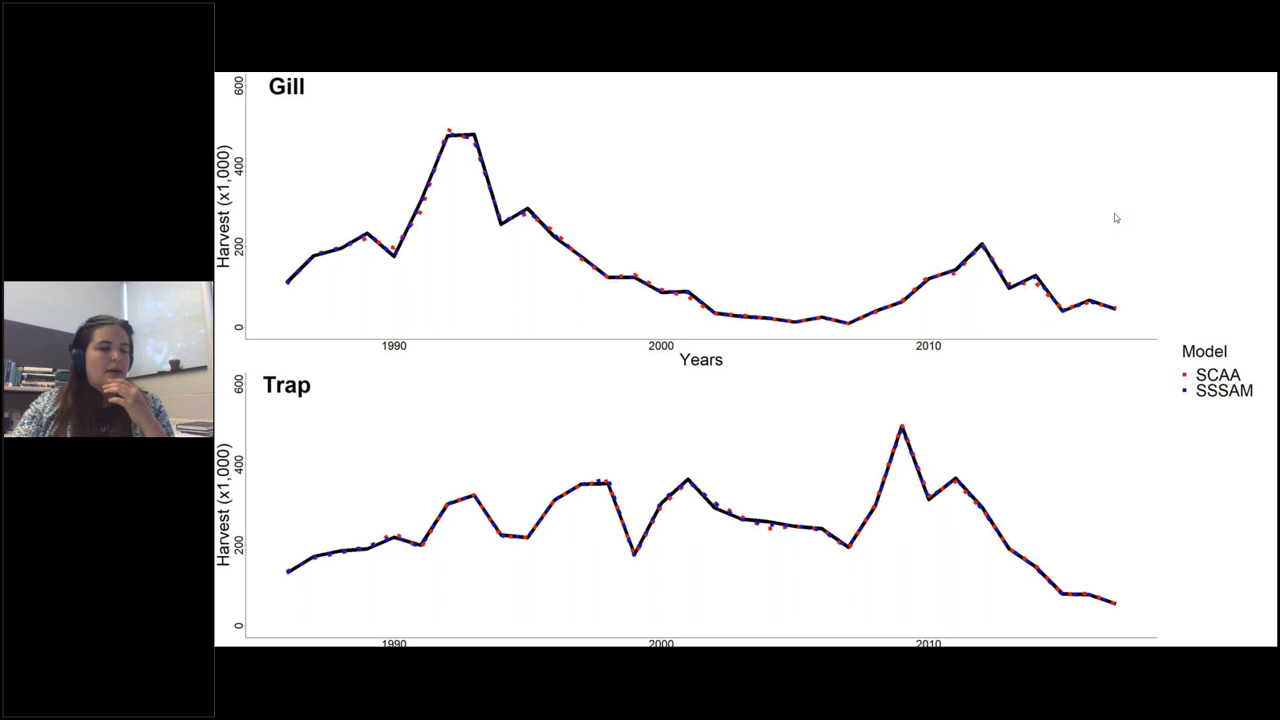 Gill
600
400
200
0
Harvest (x1,000)
1990
2000
2010
Years
Trap
600
400
200
0
Harvest (x1,000)
1990
2000
2010
Model
SCAA
SSSAM